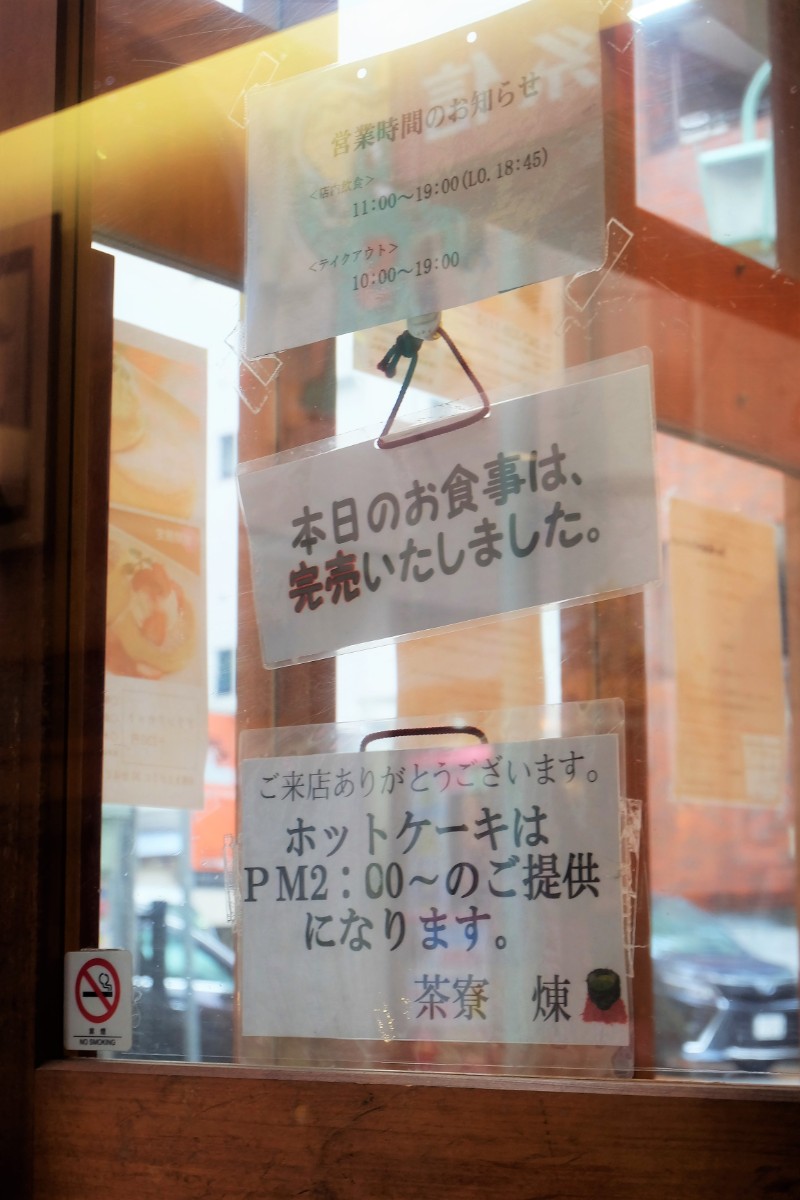 営業時間のお知らせ
<店内飲食>
11:00～19:00(LO.18:45)
<テイクアウト>
10:00～19:00
本日のお食事は、
完売いたしました。
ご来店ありがとうございます。
ホットケーキは
PM2：00～のご提供
になります。
茶寮 煉
禁煙
NO SMOKING